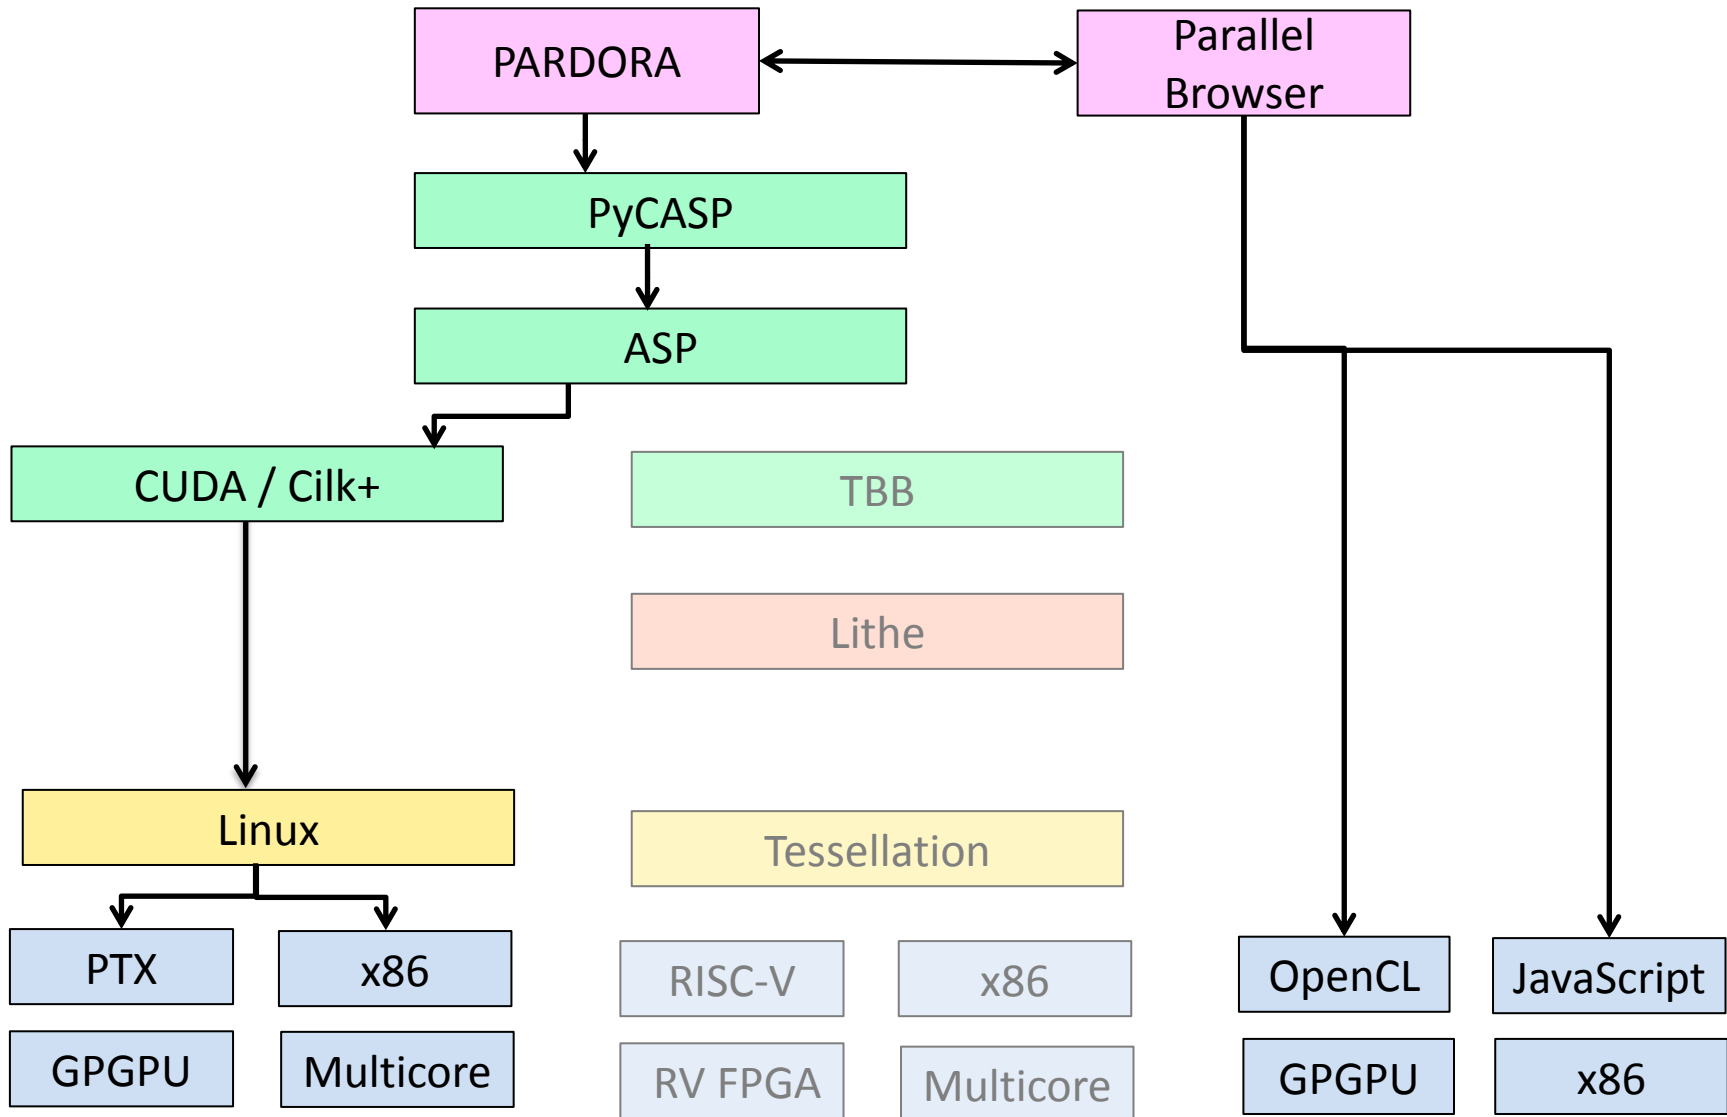 PARDORA
Parallel
Browser
PyCASP
ASP
CUDA / Cilk+
TBB
Lithe
Linux
Tessellation
PTX
x86
RISC-V
x86
OpenCL
JavaScript
GPGPU
Multicore
RV FPGA
Multicore
GPGPU
x86